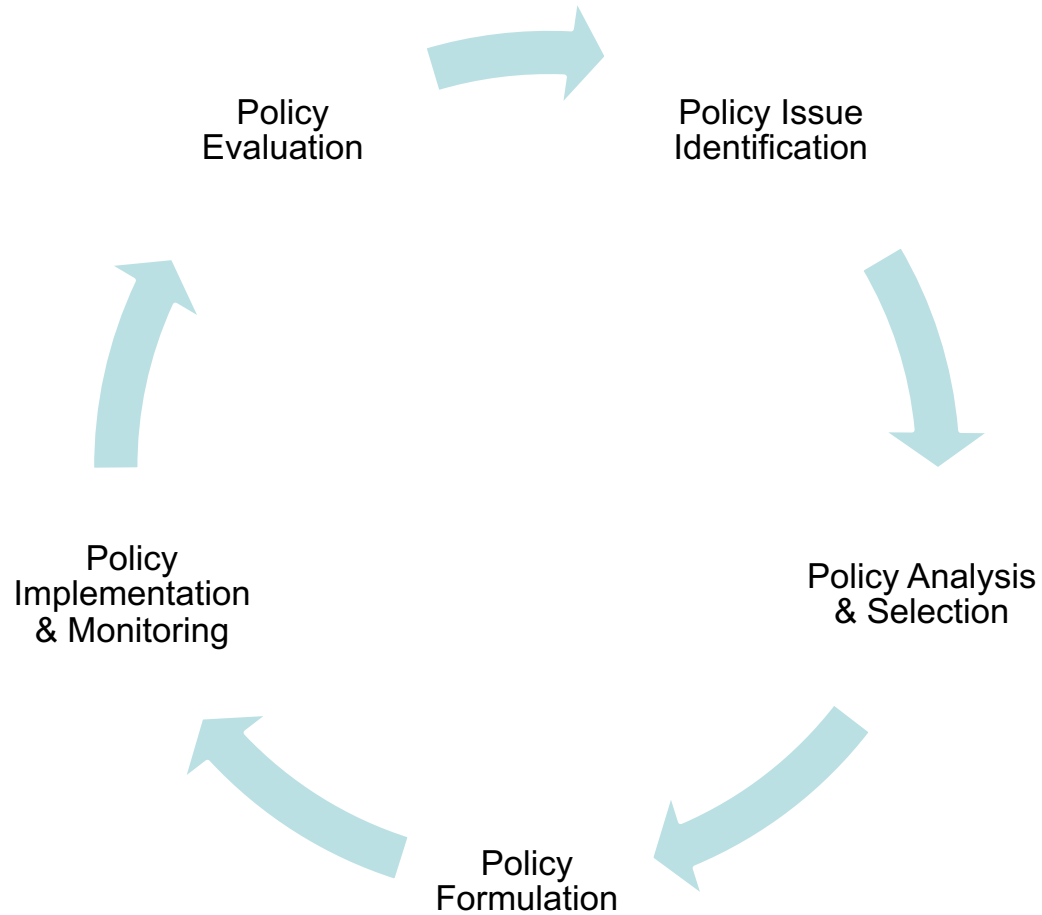 Policy
Evaluation
Policy Issue
Identification
Policy Analysis
& Selection
Policy
Formulation
Policy
Implementation
& Monitoring